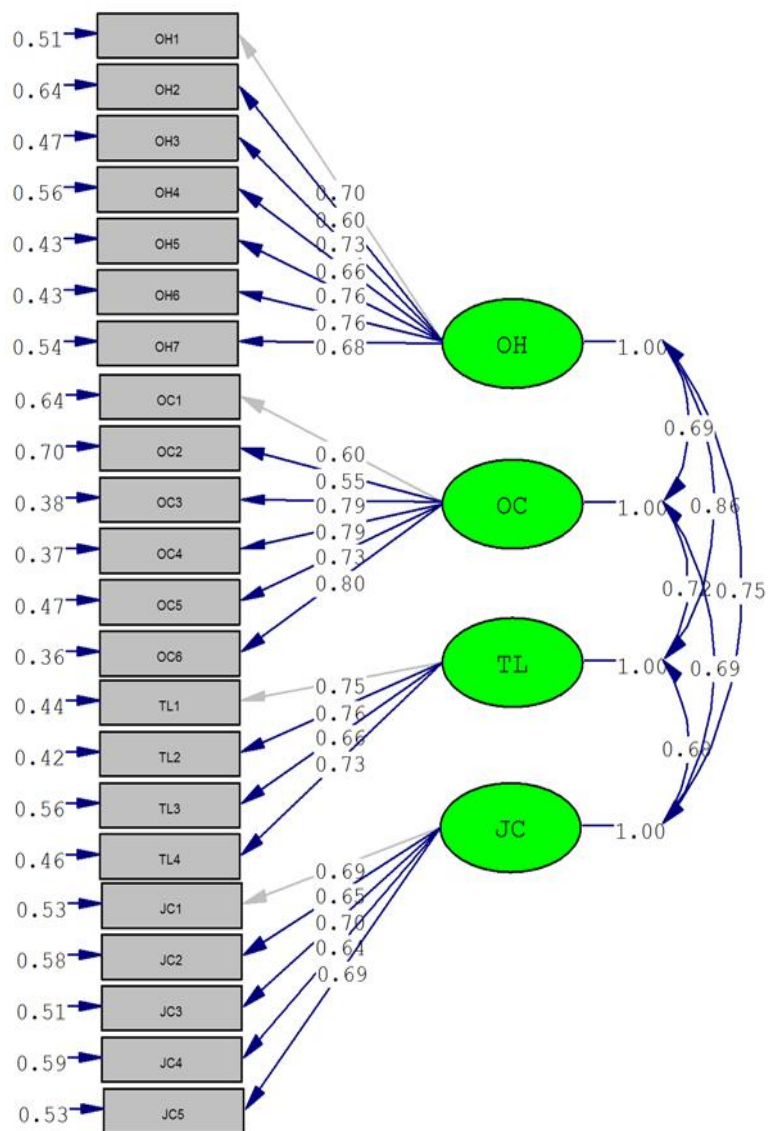 0.51 OH1
0.64 OH2
0.47 OH3
0.56 OH4
0.70
0.60
0.43 OH5
0.73
0.66
0.43 OH6
0.76
0.76
0.54 OH7
0.68
OH
1.00
0.64 OC1
0.69
0.70 OC2
0.60
0.55
0.38 OC3
0.79
OC
1.00
0.86
0.37 OC4
0.79
0.73
0.47 OC5
0.80
0.72
0.75
0.36 OC6
TL
1.00
0.69
0.44 TL1
0.75
0.76
0.42 TL2
0.66
0.73
0.68
0.56 TL3
JC
1.00
0.46 TL4
0.69
0.53 JC1
0.65
0.70
0.58 JC2
0.64
0.69
0.51 JC3
0.59 JC4
0.53 JC5